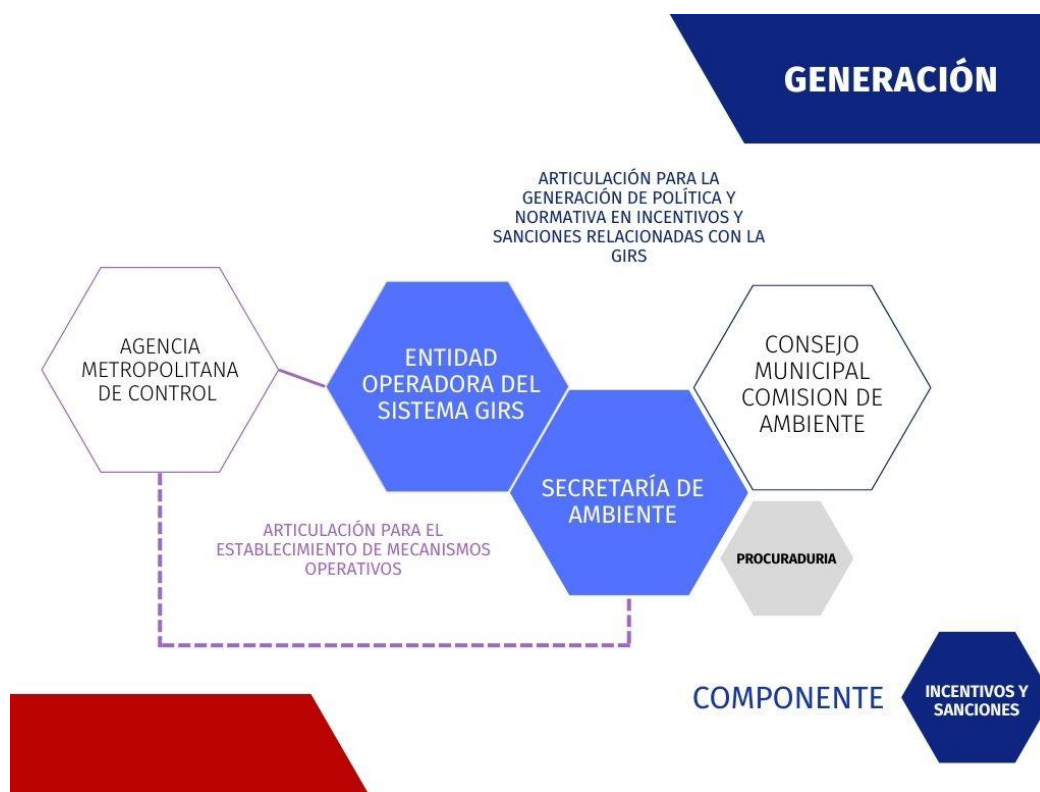 GENERACIÓN
ARTICULACIÓN PARA LA
GENERACIÓN DE POLÍTICA Y
NORMATIVA EN INCENTIVOS Y
SANCIONES RELACIONADAS CON LA
GIRS
AGENCIA
METROPOLITANA
DE CONTROL
ENTIDAD
OPERADORA DEL
SISTEMA GIRS
CONSEJO
MUNICIPAL
COMISION DE
AMBIENTE
SECRETARÍA DE
AMBIENTE
ARTICULACIÓN PARA EL
ESTABLECIMIENTO DE MECANISMOS
OPERATIVOS
PROCURADURIA
COMPONENTE
INCENTIVOS Y
SANCIONES